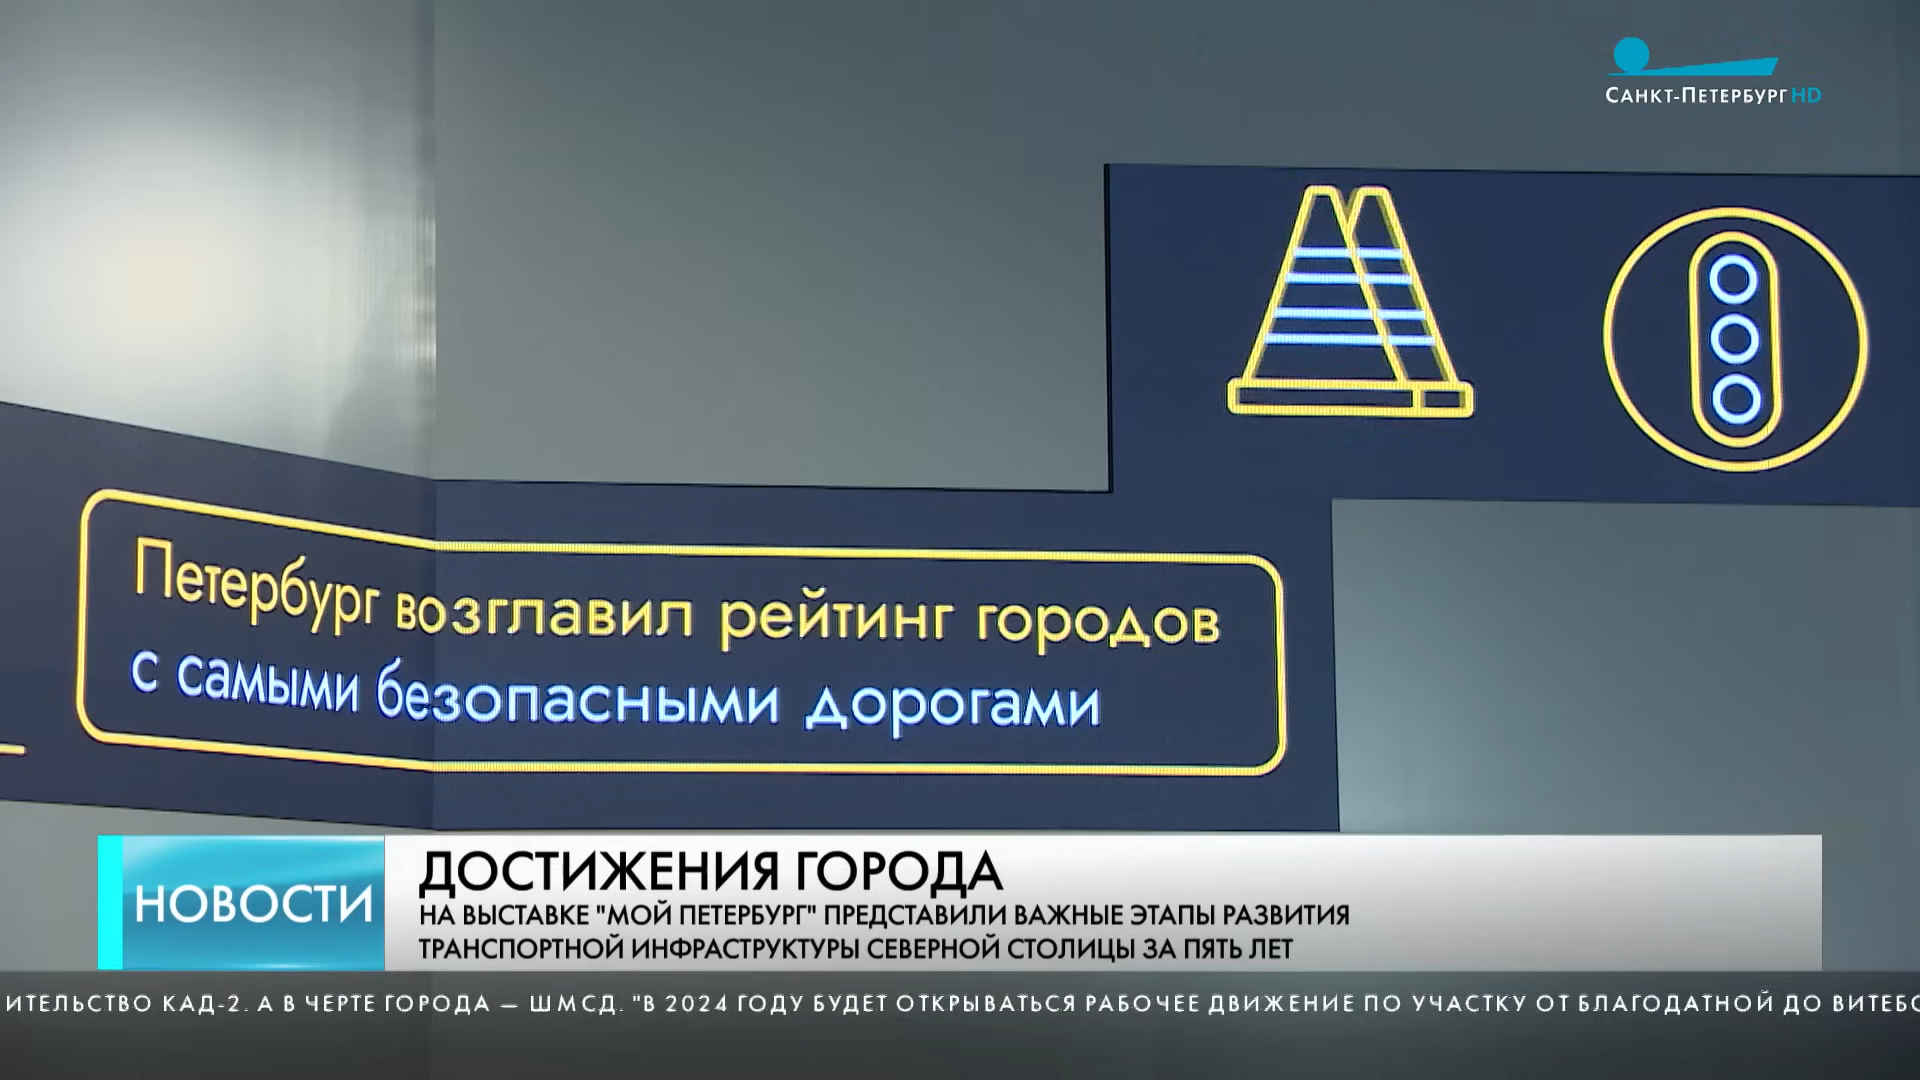 САНКТ-ПЕТЕРБУРГ HD
Петербург возглавил рейтинг городов
с самыми безопасными дорогами
НОВОСТИ
ДОСТИЖЕНИЯ ГОРОДА
НА ВЫСТАВКЕ "МОЙ ПЕТЕРБУРГ" ПРЕДСТАВИЛИ ВАЖНЫЕ ЭТАПЫ РАЗВИТИЯ
ТРАНСПОРТНОЙ ИНФРАСТРУКТУРЫ СЕВЕРНОЙ СТОЛИЦЫ ЗА ПЯТЬ ЛЕТ
ИТЕЛЬСТВО КАД-2. А В ЧЕРТЕ ГОРОДА — ШМСД. "В 2024 ГОДУ БУДЕТ ОТКРЫВАТЬСЯ РАБОЧЕЕ ДВИЖЕНИЕ ПО УЧАСТКУ ОТ БЛАГОДАТНОЙ ДО ВИТЕБС